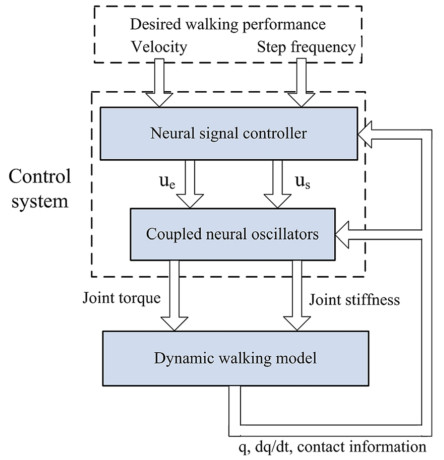 Desired walking performance
Velocity
Step frequency
Neural signal controller
Control
system
u_e
u_s
Coupled neural oscillators
Joint torque
Joint stiffness
Dynamic walking model
q, dq/dt, contact information